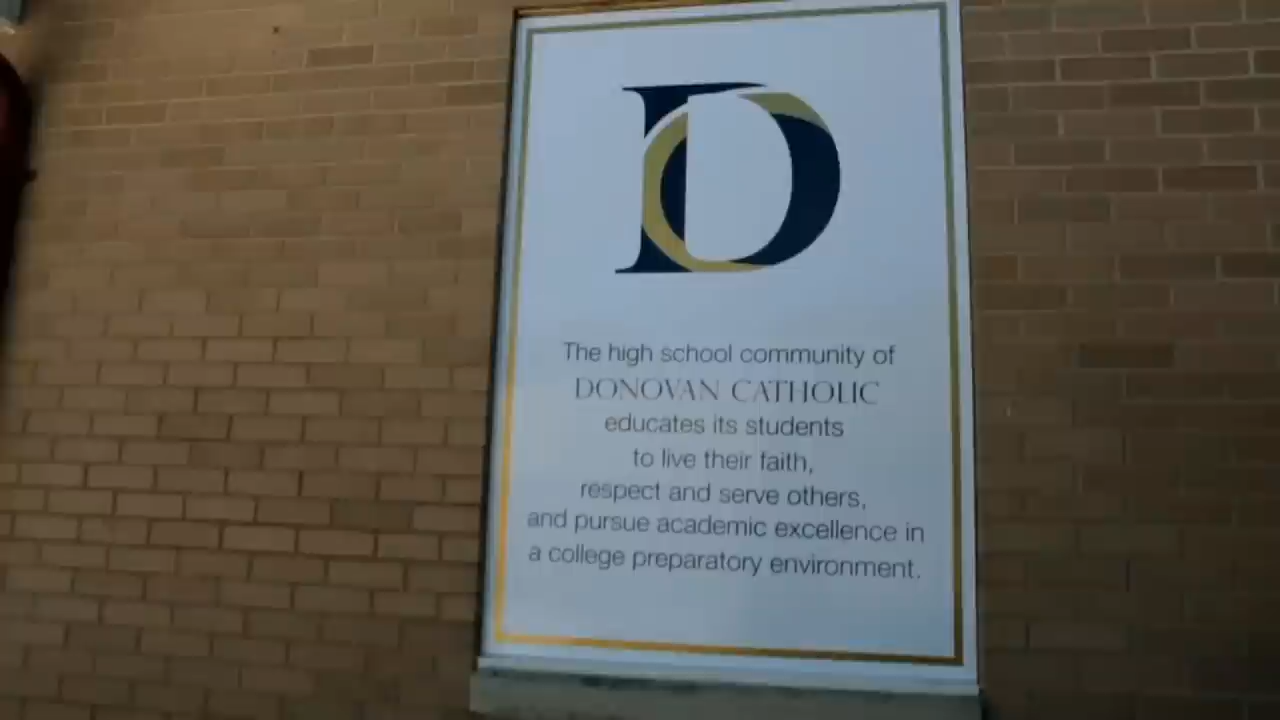 DC
The high school community of
DONOVAN CATHOLIC
educates its students
to live their faith,
respect and serve others,
and pursue academic excellence in
a college preparatory environment.